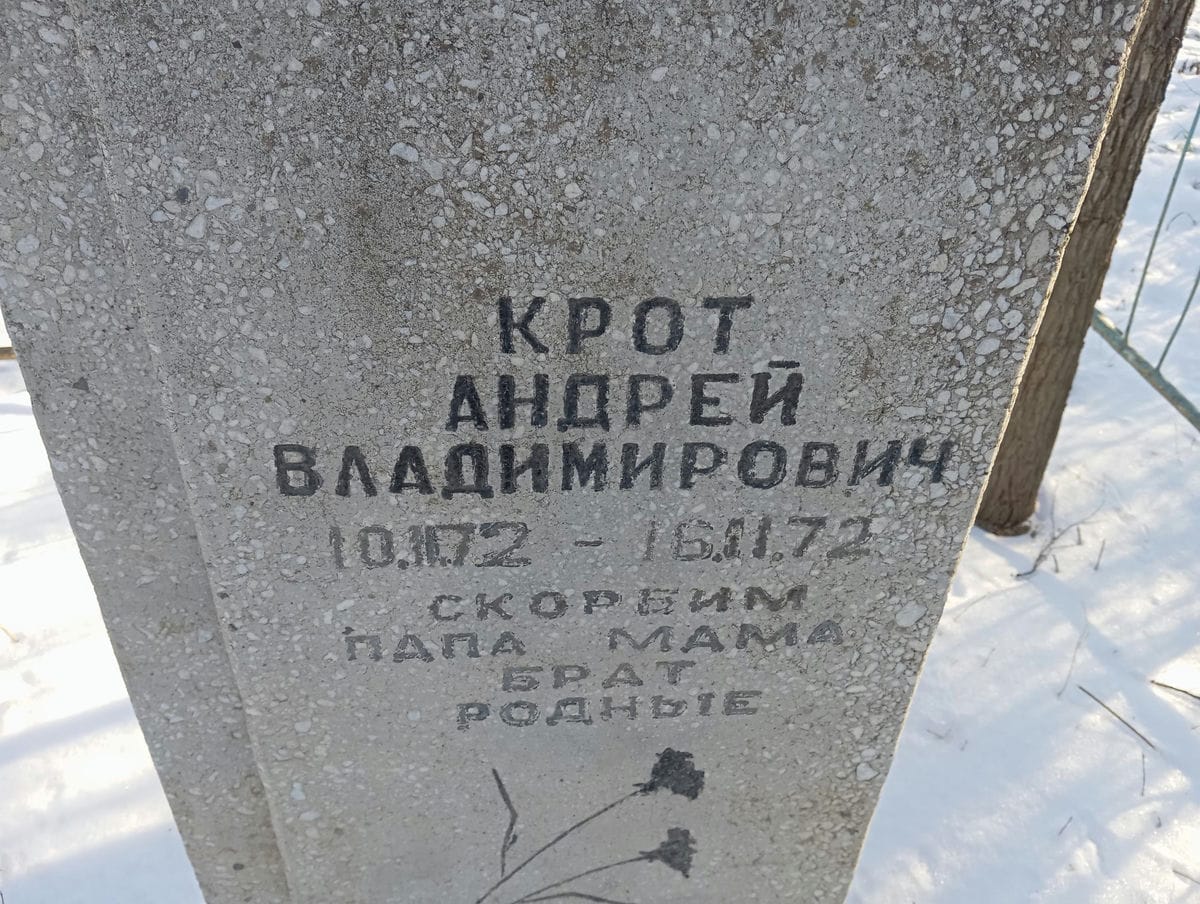 КРОТ
АНДРЕЙ
ВЛАДИМИРОВИЧ
10.11.72 - 16.11.72
СКОРБИМ
ПАПА МАМА
БРАТ
РОДНЫЕ